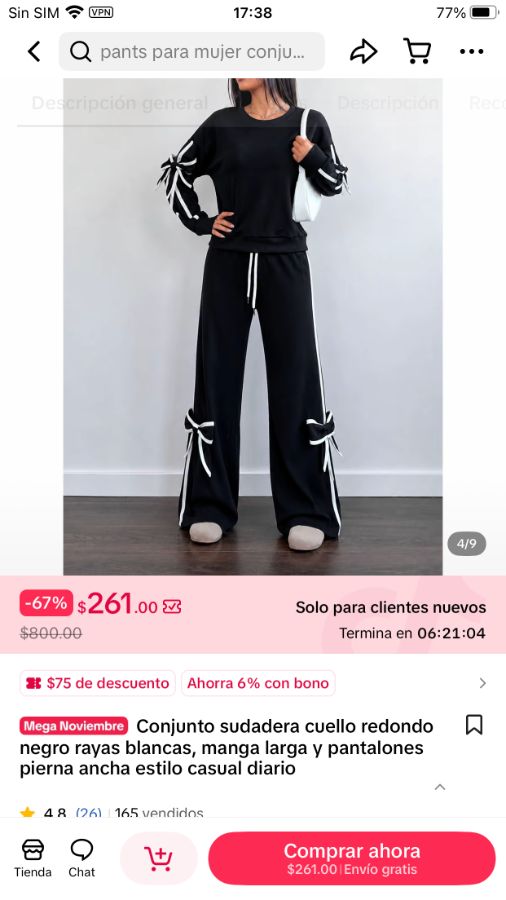 Sin SIM VPN 17:38 77%
pants para mujer conju...
Descripción general Descripción
4/9
-67% $261.00 Solo para clientes nuevos
$800.00 Termina en 06:21:04
$75 de descuento Ahorra 6% con bono
Mega Noviembre Conjunto sudadera cuello redondo
negro rayas blancas, manga larga y pantalones
pierna ancha estilo casual diario
4.8 (26) 165 vendidos
Tienda Chat Comprar ahora
$261.00 Envío gratis